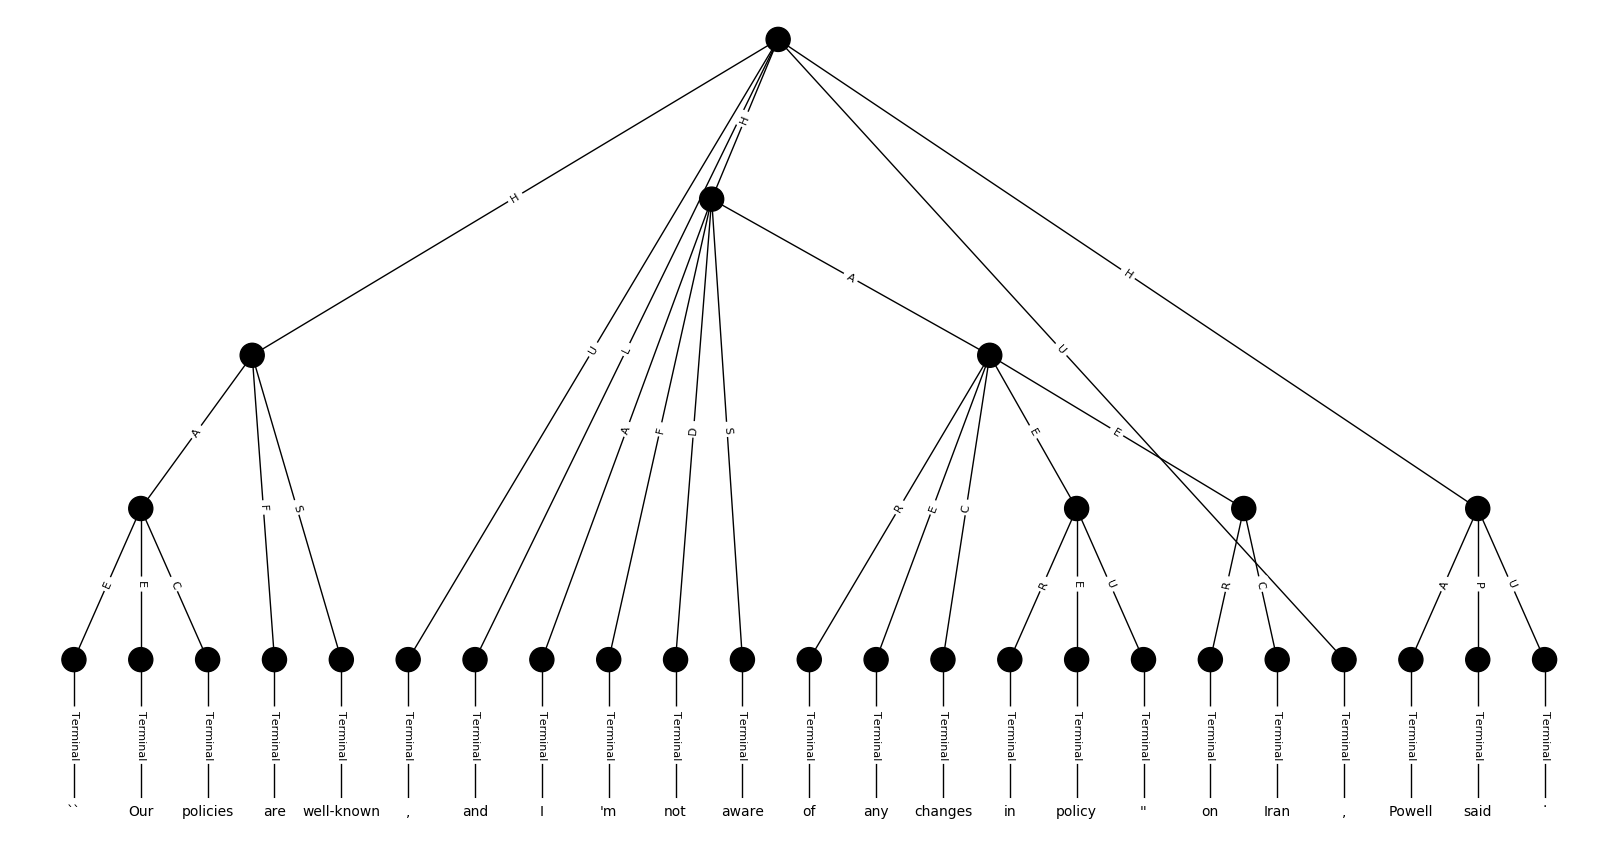 H
H
H
U
L
U
A
A
A
F
D
S
E
E
F
S
R
E
C
E
E
C
R
E
U
R
C
A
P
U
Terminal Terminal Terminal Terminal Terminal Terminal Terminal Terminal Terminal Terminal Terminal Terminal Terminal Terminal Terminal Terminal Terminal Terminal Terminal Terminal Terminal Terminal Terminal
`` Our policies are well-known , and I 'm not aware of any changes in policy " on Iran , Powell said .